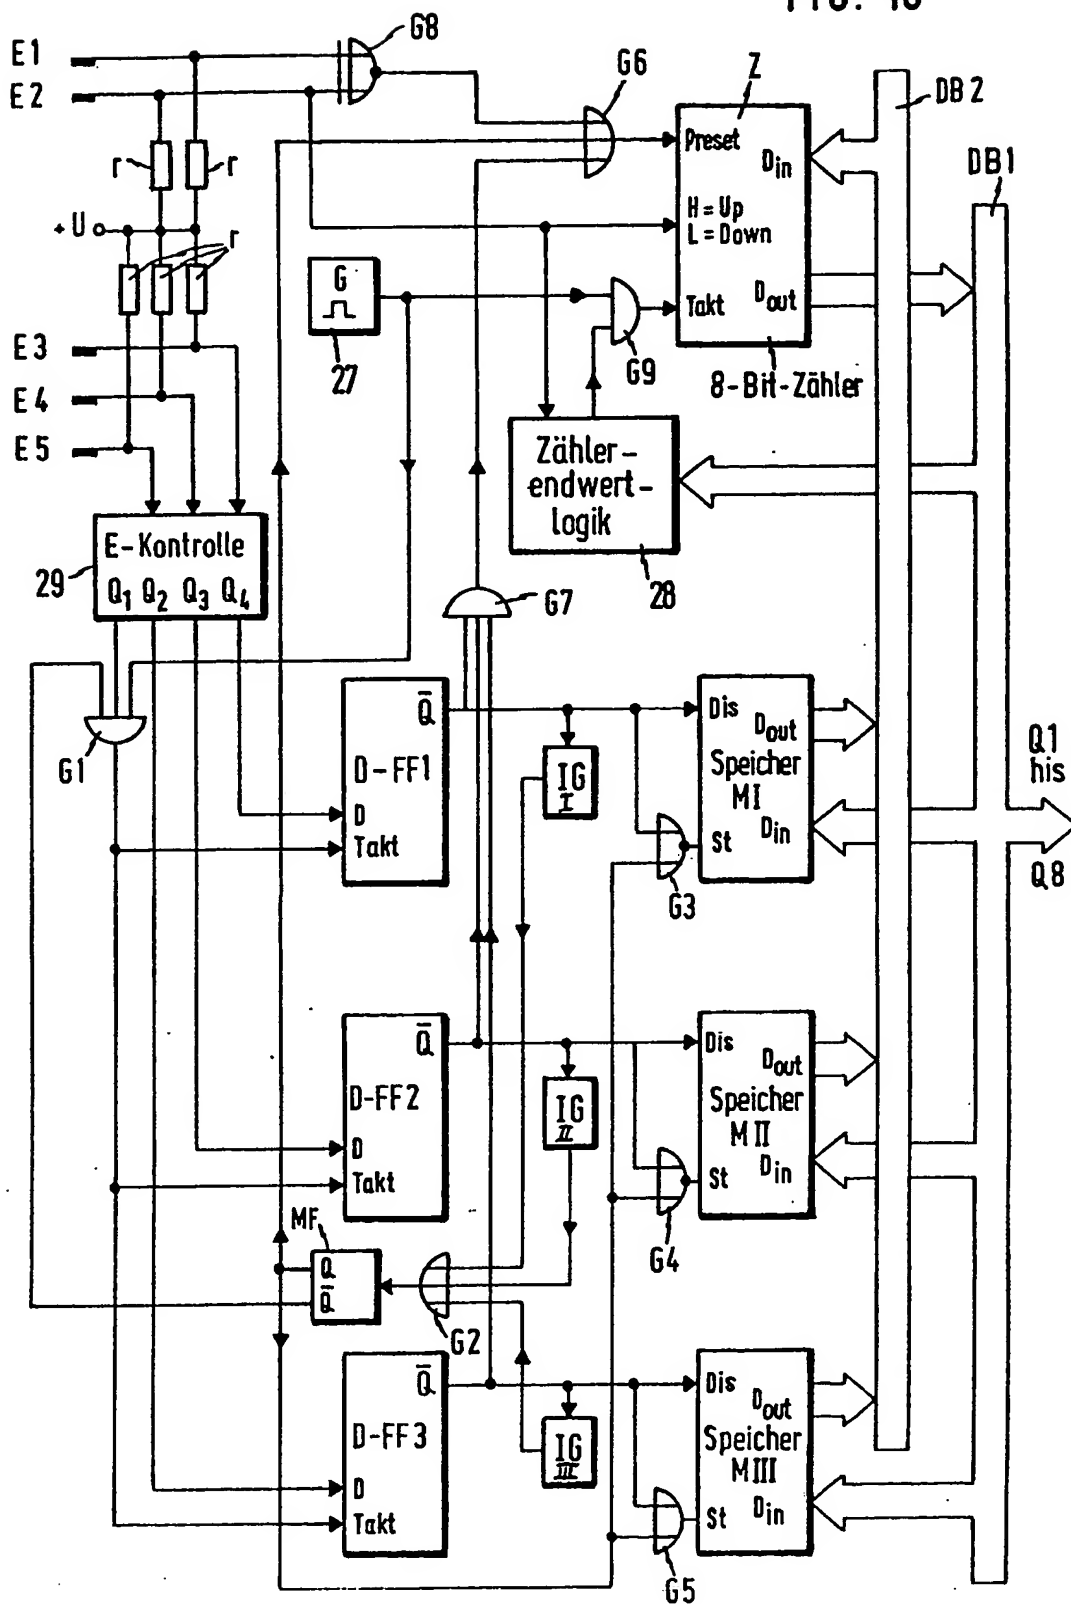 E1
E2
G8
G6
Z
DB2
DB1
Preset
Din
H=Up
L=Down
Takt
Dout
8-Bit-Zähler
r
r
+U
r
G
27
G9
E3
E4
E5
Zähler-
endwert-
logik
28
E-Kontrolle
Q1 Q2 Q3 Q4
29
G7
G1
Q̅
D-FF1
D
Takt
IG
I
Dis
Dout
Speicher
MI
Din
St
G3
Q1
his
Q8
Q̅
D-FF2
D
Takt
IG
II
Dis
Dout
Speicher
MII
Din
St
G4
MF
Q
Q̅
G2
Q̅
D-FF3
D
Takt
IG
III
Dis
Dout
Speicher
MIII
Din
St
G5